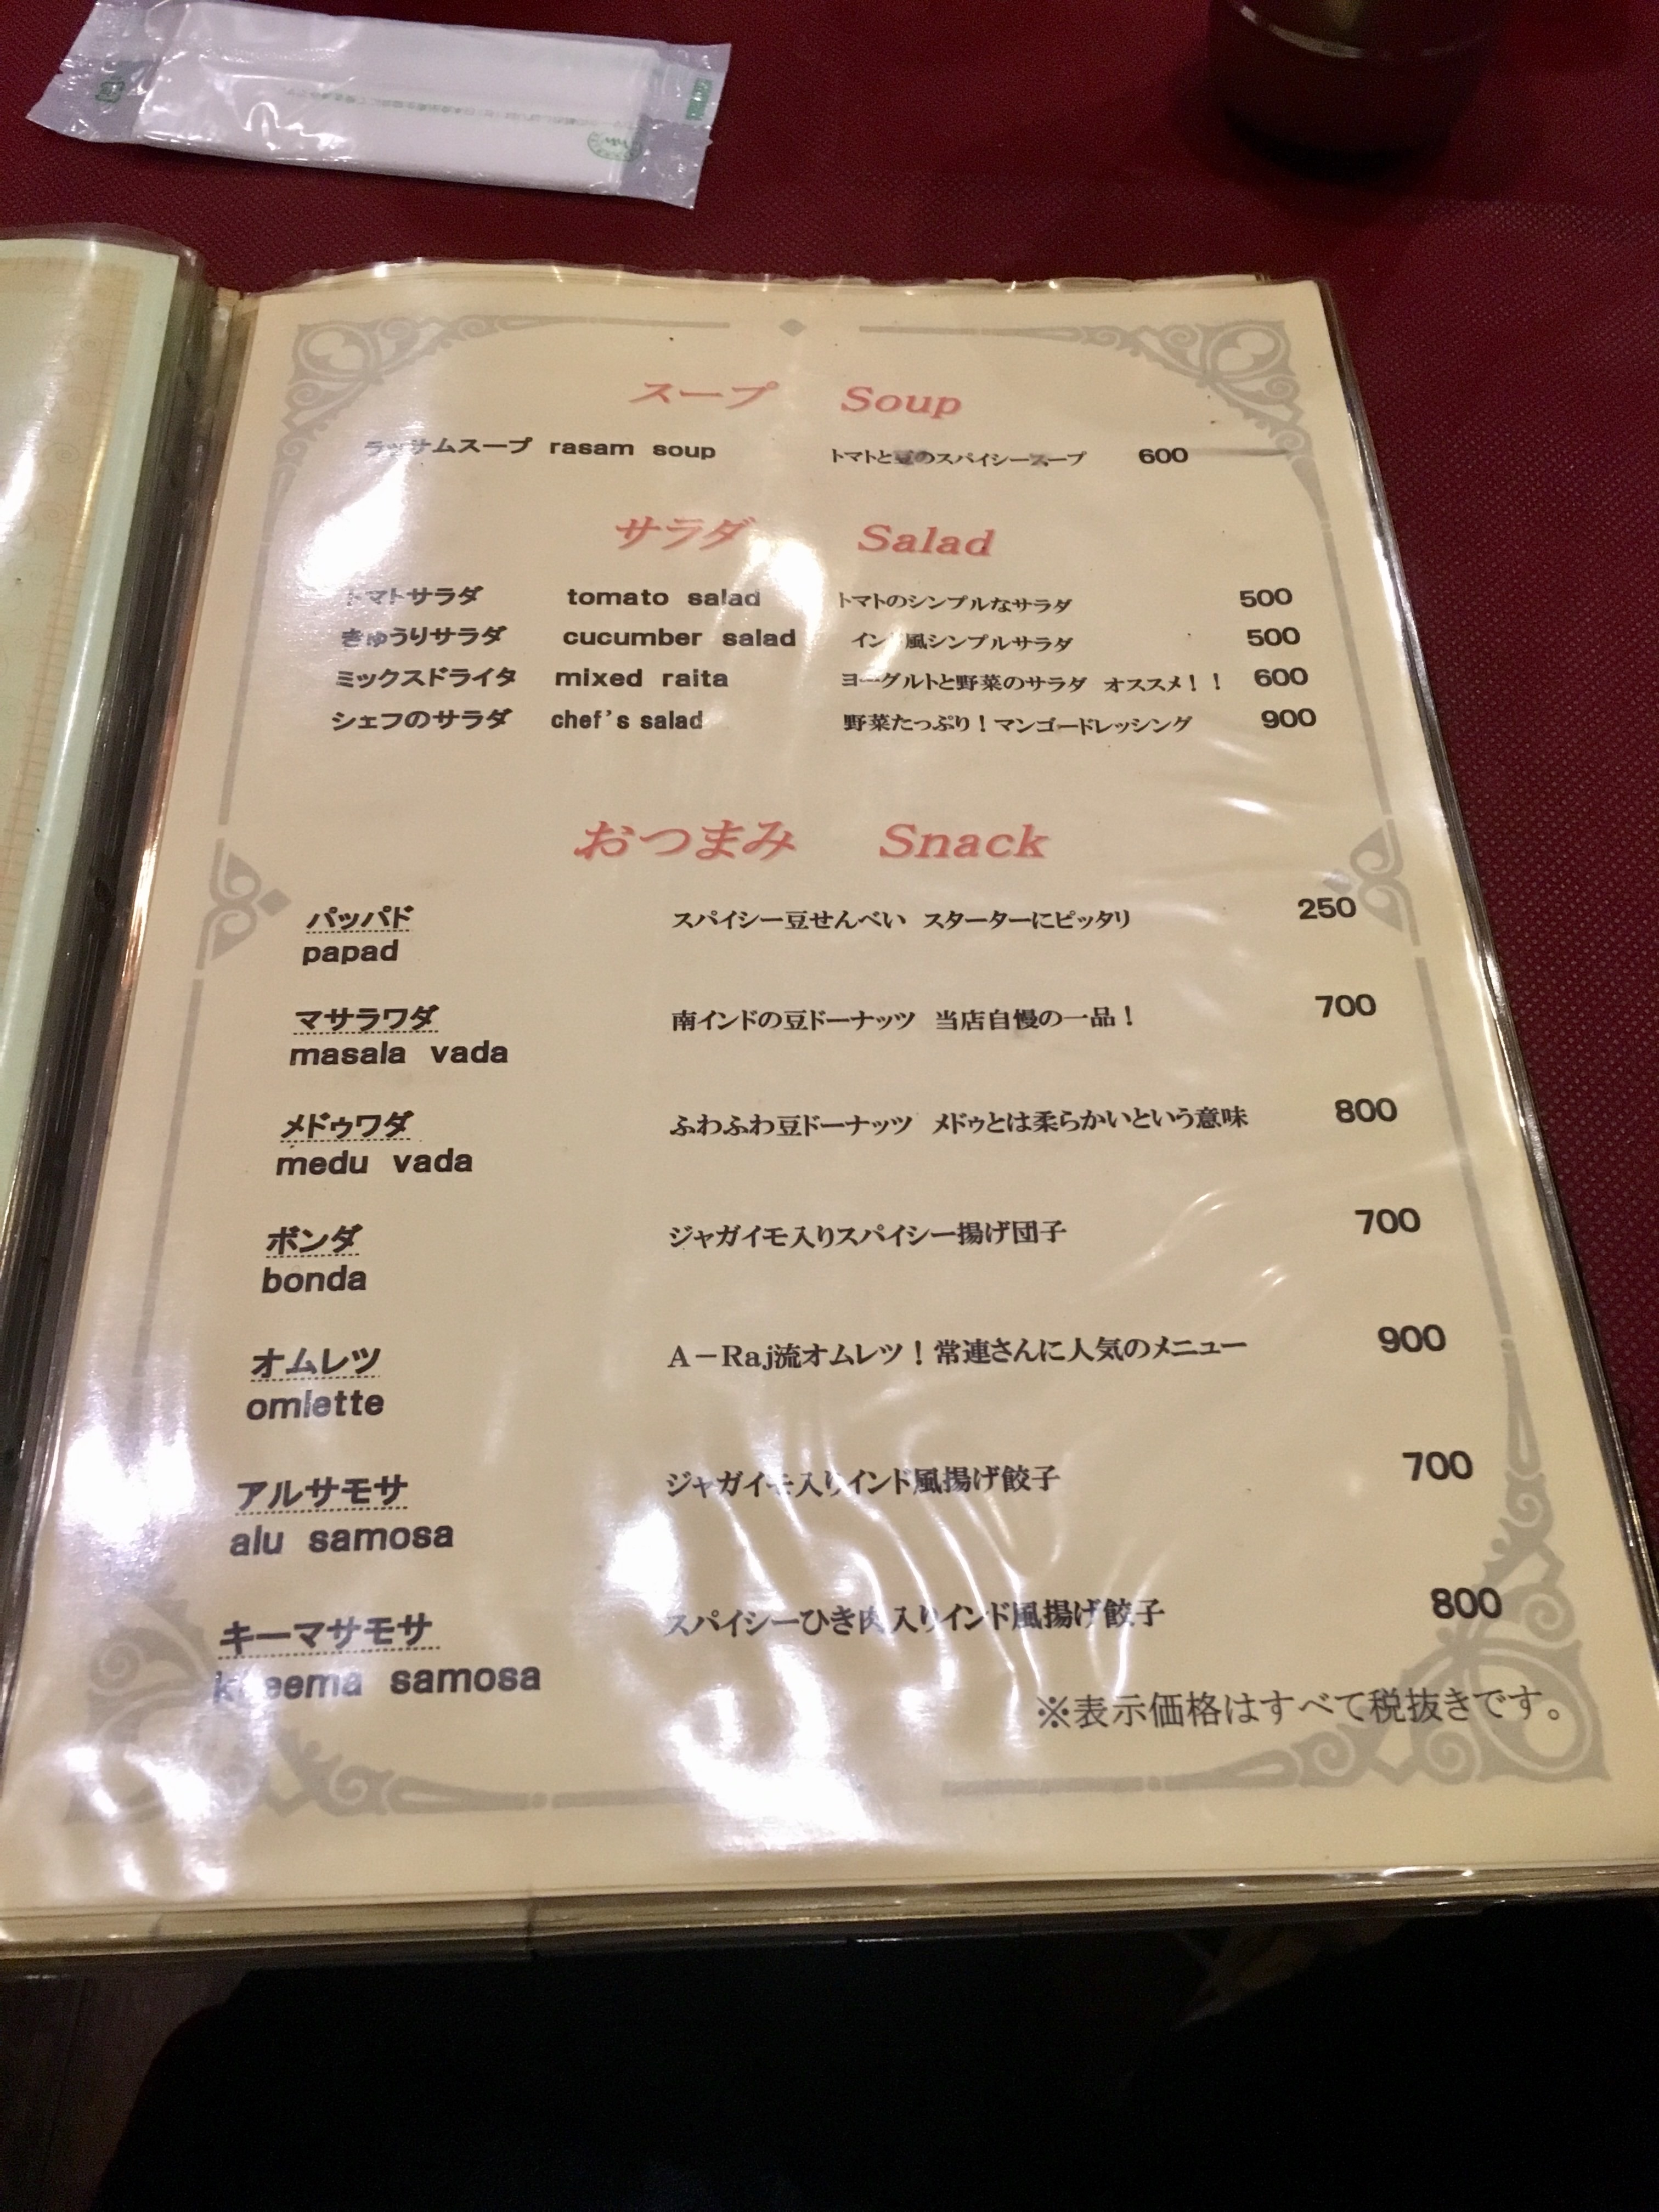 スープ Soup
ラッサムスープ rasam soup トマトと豆のスパイシースープ 600
サラダ Salad
トマトサラダ tomato salad トマトのシンプルなサラダ 500
きゅうりサラダ cucumber salad インド風シンプルサラダ 500
ミックスドライタ mixed raita ヨーグルトと野菜のサラダ オススメ！！ 600
シェフのサラダ chef's salad 野菜たっぷり！マンゴードレッシング 900
おつまみ Snack
パッパド スパイシー豆せんべい スターターにピッタリ 250
papad
マサラワダ 南インドの豆ドーナッツ 当店自慢の一品！ 700
masala vada
メドゥワダ ふわふわ豆ドーナッツ メドゥとは柔らかいという意味 800
medu vada
ボンダ ジャガイモ入りスパイシー揚げ団子 700
bonda
オムレツ A－Raj流オムレツ！常連さんに人気のメニュー 900
omlette
アルサモサ ジャガイモ入りインド風揚げ餃子 700
alu samosa
キーマサモサ スパイシーひき肉入りインド風揚げ餃子 800
kheema samosa
※表示価格はすべて税抜きです。